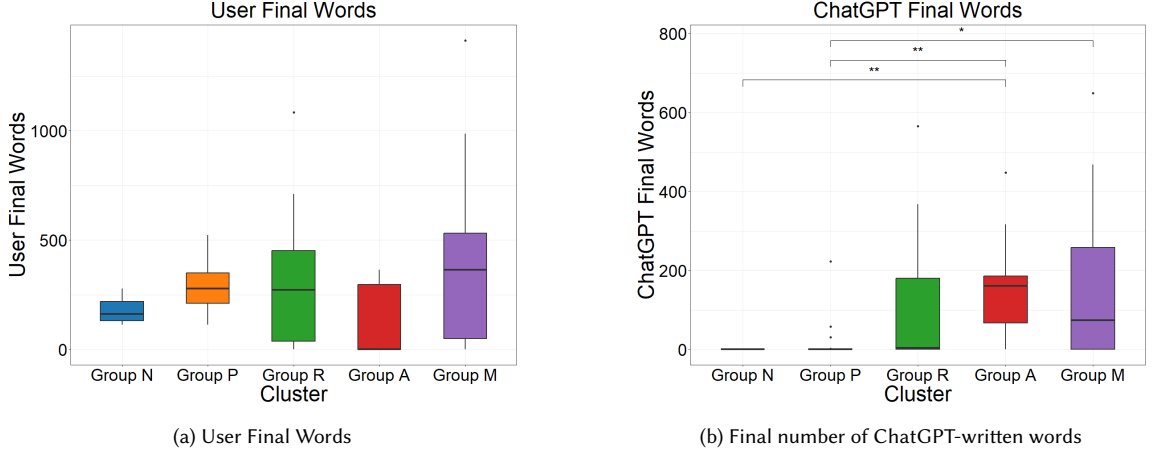 User Final Words
User Final Words
1000
500
0
Group N Group P Group R Group A Group M
Cluster
(a) User Final Words
ChatGPT Final Words
ChatGPT Final Words
800
600
400
200
0
*
**
**
Group N Group P Group R Group A Group M
Cluster
(b) Final number of ChatGPT-written words